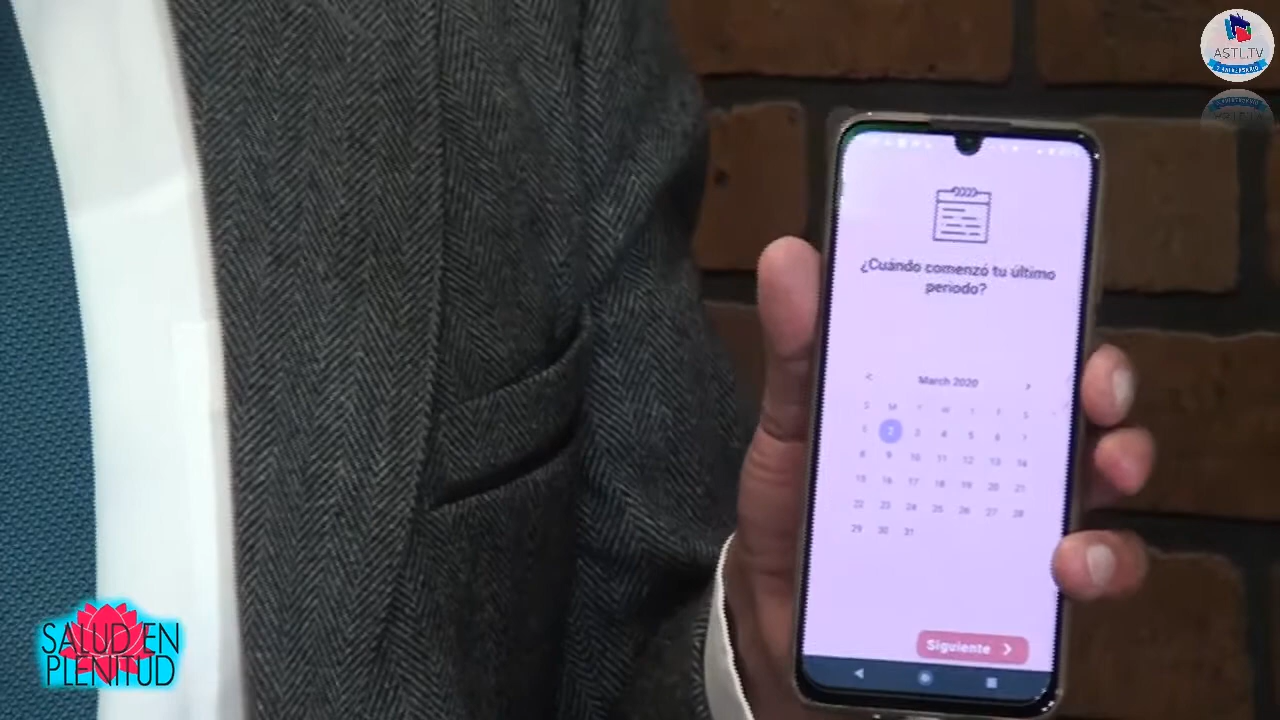 ASTL.TV
2 ANIVERSARIO
¿Cuándo comenzó tu último
periodo?
< March 2020 >
S M T W T F S
1 2 3 4 5 6 7
8 9 10 11 12 13 14
15 16 17 18 19 20 21
22 23 24 25 26 27 28
29 30 31
Siguiente >
SALUD EN
PLENITUD